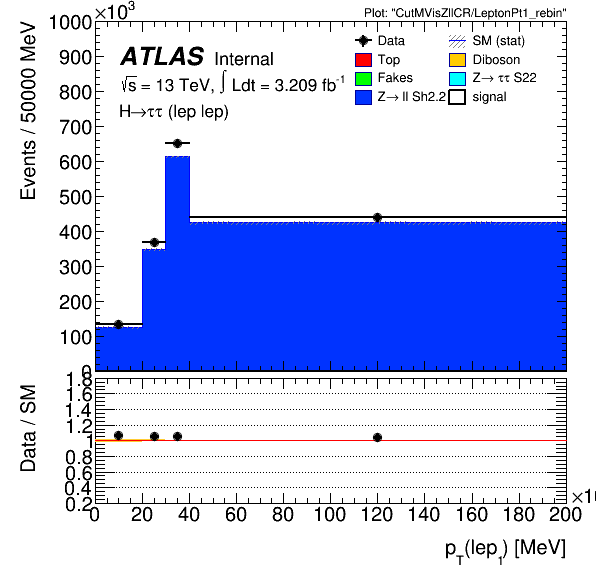 Plot: "CutMVisZllCR/LeptonPt1_rebin"
×10³
ATLAS Internal
√s = 13 TeV, ∫ Ldt = 3.209 fb⁻¹
H→ττ (lep lep)
Data
SM (stat)
Top
Diboson
Fakes
Z→ ττ S22
Z→ ll Sh2.2
signal
Events / 50000 MeV
1000
900
800
700
600
500
400
300
200
100
0
Data / SM
1.8
1.6
1.4
1.2
1
0.8
0.6
0.4
0.2
0 20 40 60 80 100 120 140 160 180 200
×10
p_T(lep_1) [MeV]